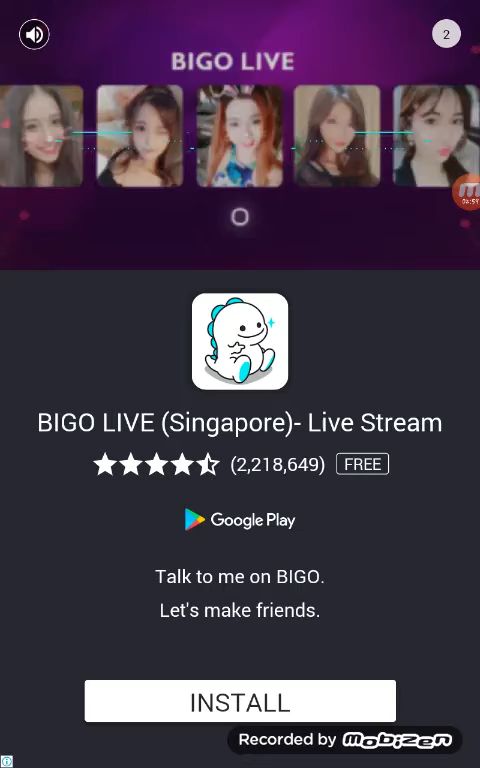 2
BIGO LIVE
BIGO LIVE (Singapore)- Live Stream
(2,218,649) FREE
Google Play
Talk to me on BIGO.
Let's make friends.
INSTALL
Recorded by mobizen